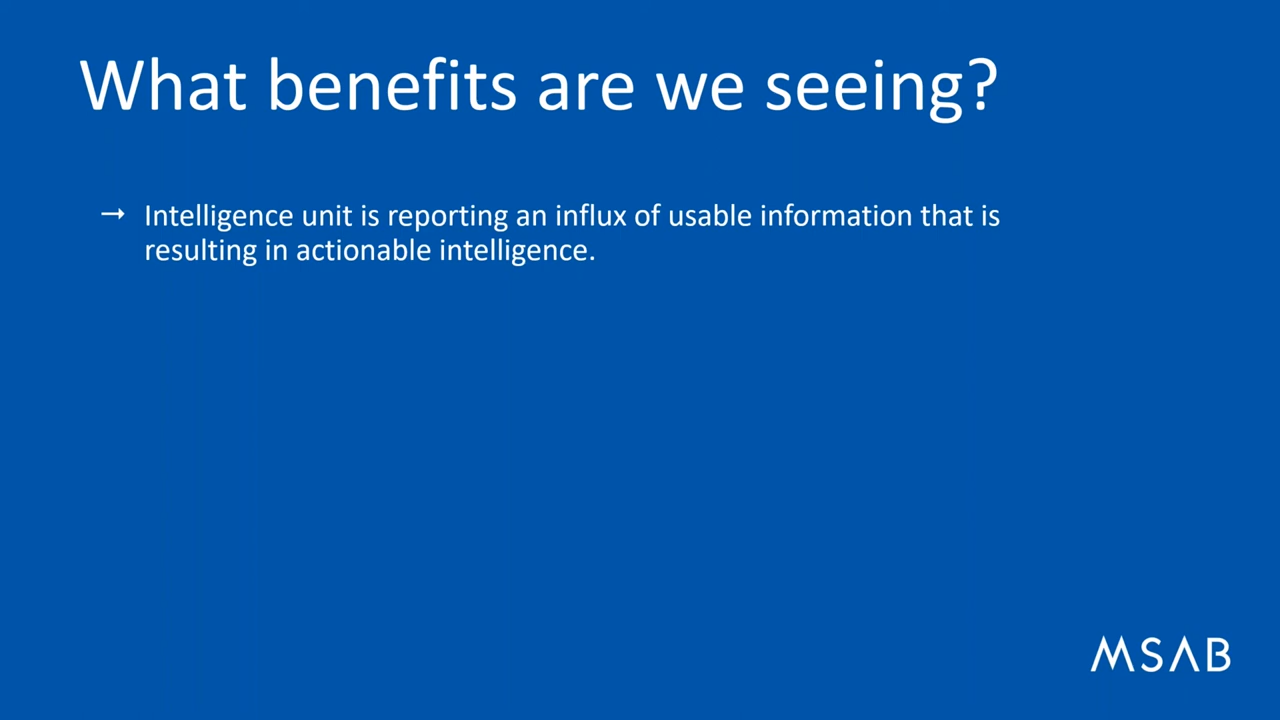 What benefits are we seeing?
→ Intelligence unit is reporting an influx of usable information that is
resulting in actionable intelligence.
MSAB